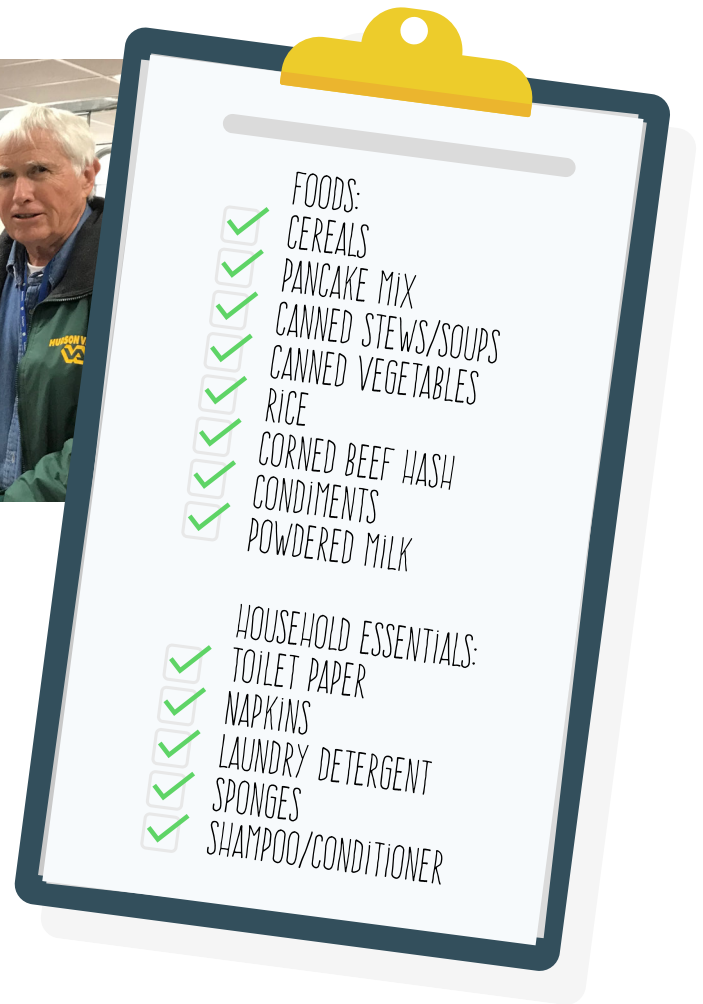 FOODS:
CEREALS
PANCAKE MiX
CANNED STEWS/SOUPS
CANNED VEGETABLES
RiCE
CORNED BEEF HASH
CONDiMENTS
POWDERED MiLK
HOUSEHOLD ESSENTiALS:
TOiLET PAPER
NAPKiNS
LAUNDRY DETERGENT
SPONGES
SHAMPOO/CONDiTiONER
VA